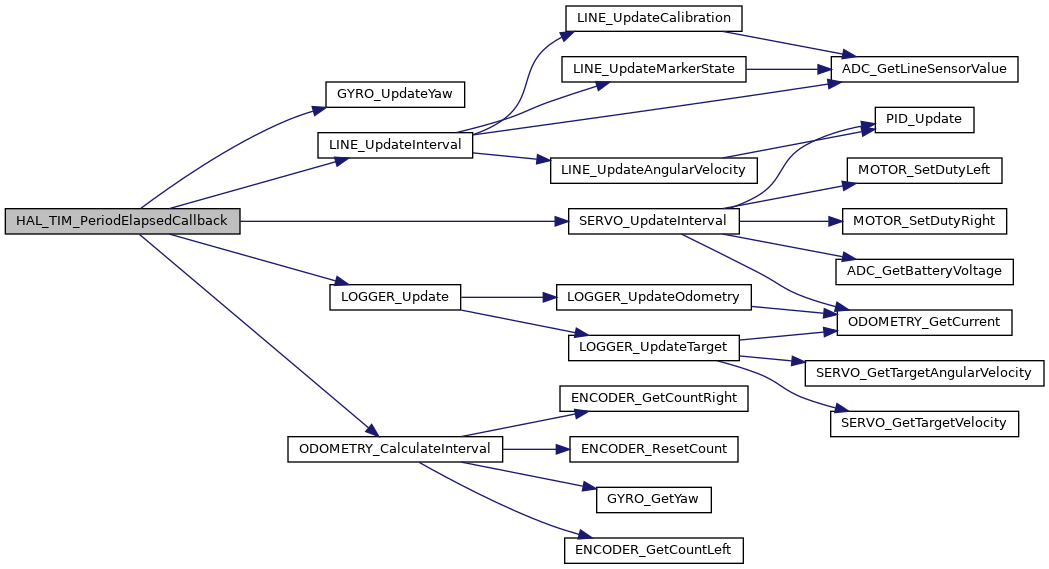 LINE_UpdateCalibration
LINE_UpdateMarkerState
ADC_GetLineSensorValue
GYRO_UpdateYaw
PID_Update
LINE_UpdateInterval
LINE_UpdateAngularVelocity
MOTOR_SetDutyLeft
HAL_TIM_PeriodElapsedCallback
SERVO_UpdateInterval
MOTOR_SetDutyRight
ADC_GetBatteryVoltage
LOGGER_Update
LOGGER_UpdateOdometry
ODOMETRY_GetCurrent
LOGGER_UpdateTarget
SERVO_GetTargetAngularVelocity
ENCODER_GetCountRight
SERVO_GetTargetVelocity
ODOMETRY_CalculateInterval
ENCODER_ResetCount
GYRO_GetYaw
ENCODER_GetCountLeft